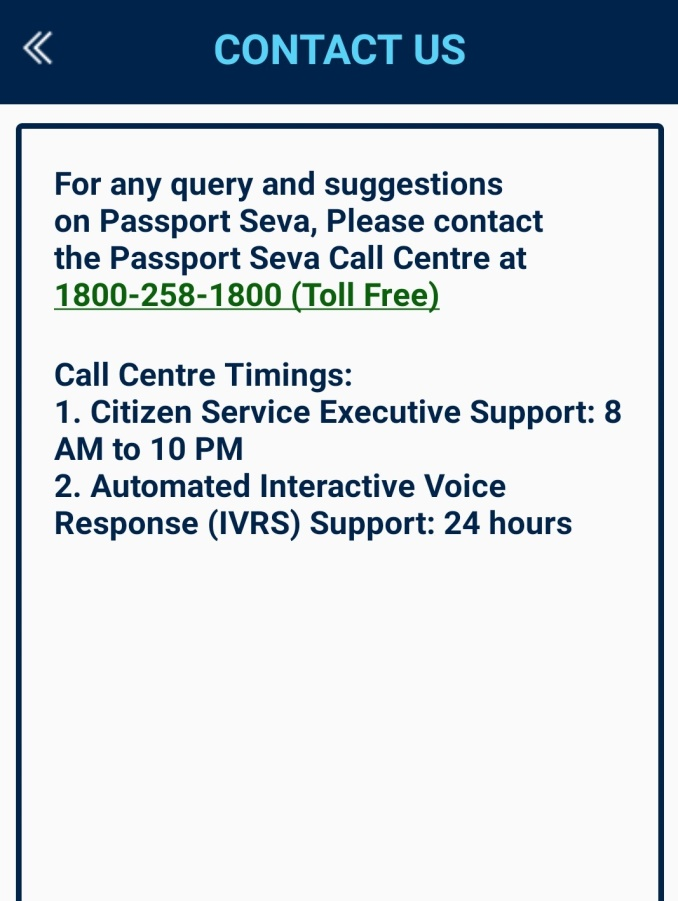 CONTACT US
For any query and suggestions
on Passport Seva, Please contact
the Passport Seva Call Centre at
1800-258-1800 (Toll Free)
Call Centre Timings:
1. Citizen Service Executive Support: 8
AM to 10 PM
2. Automated Interactive Voice
Response (IVRS) Support: 24 hours